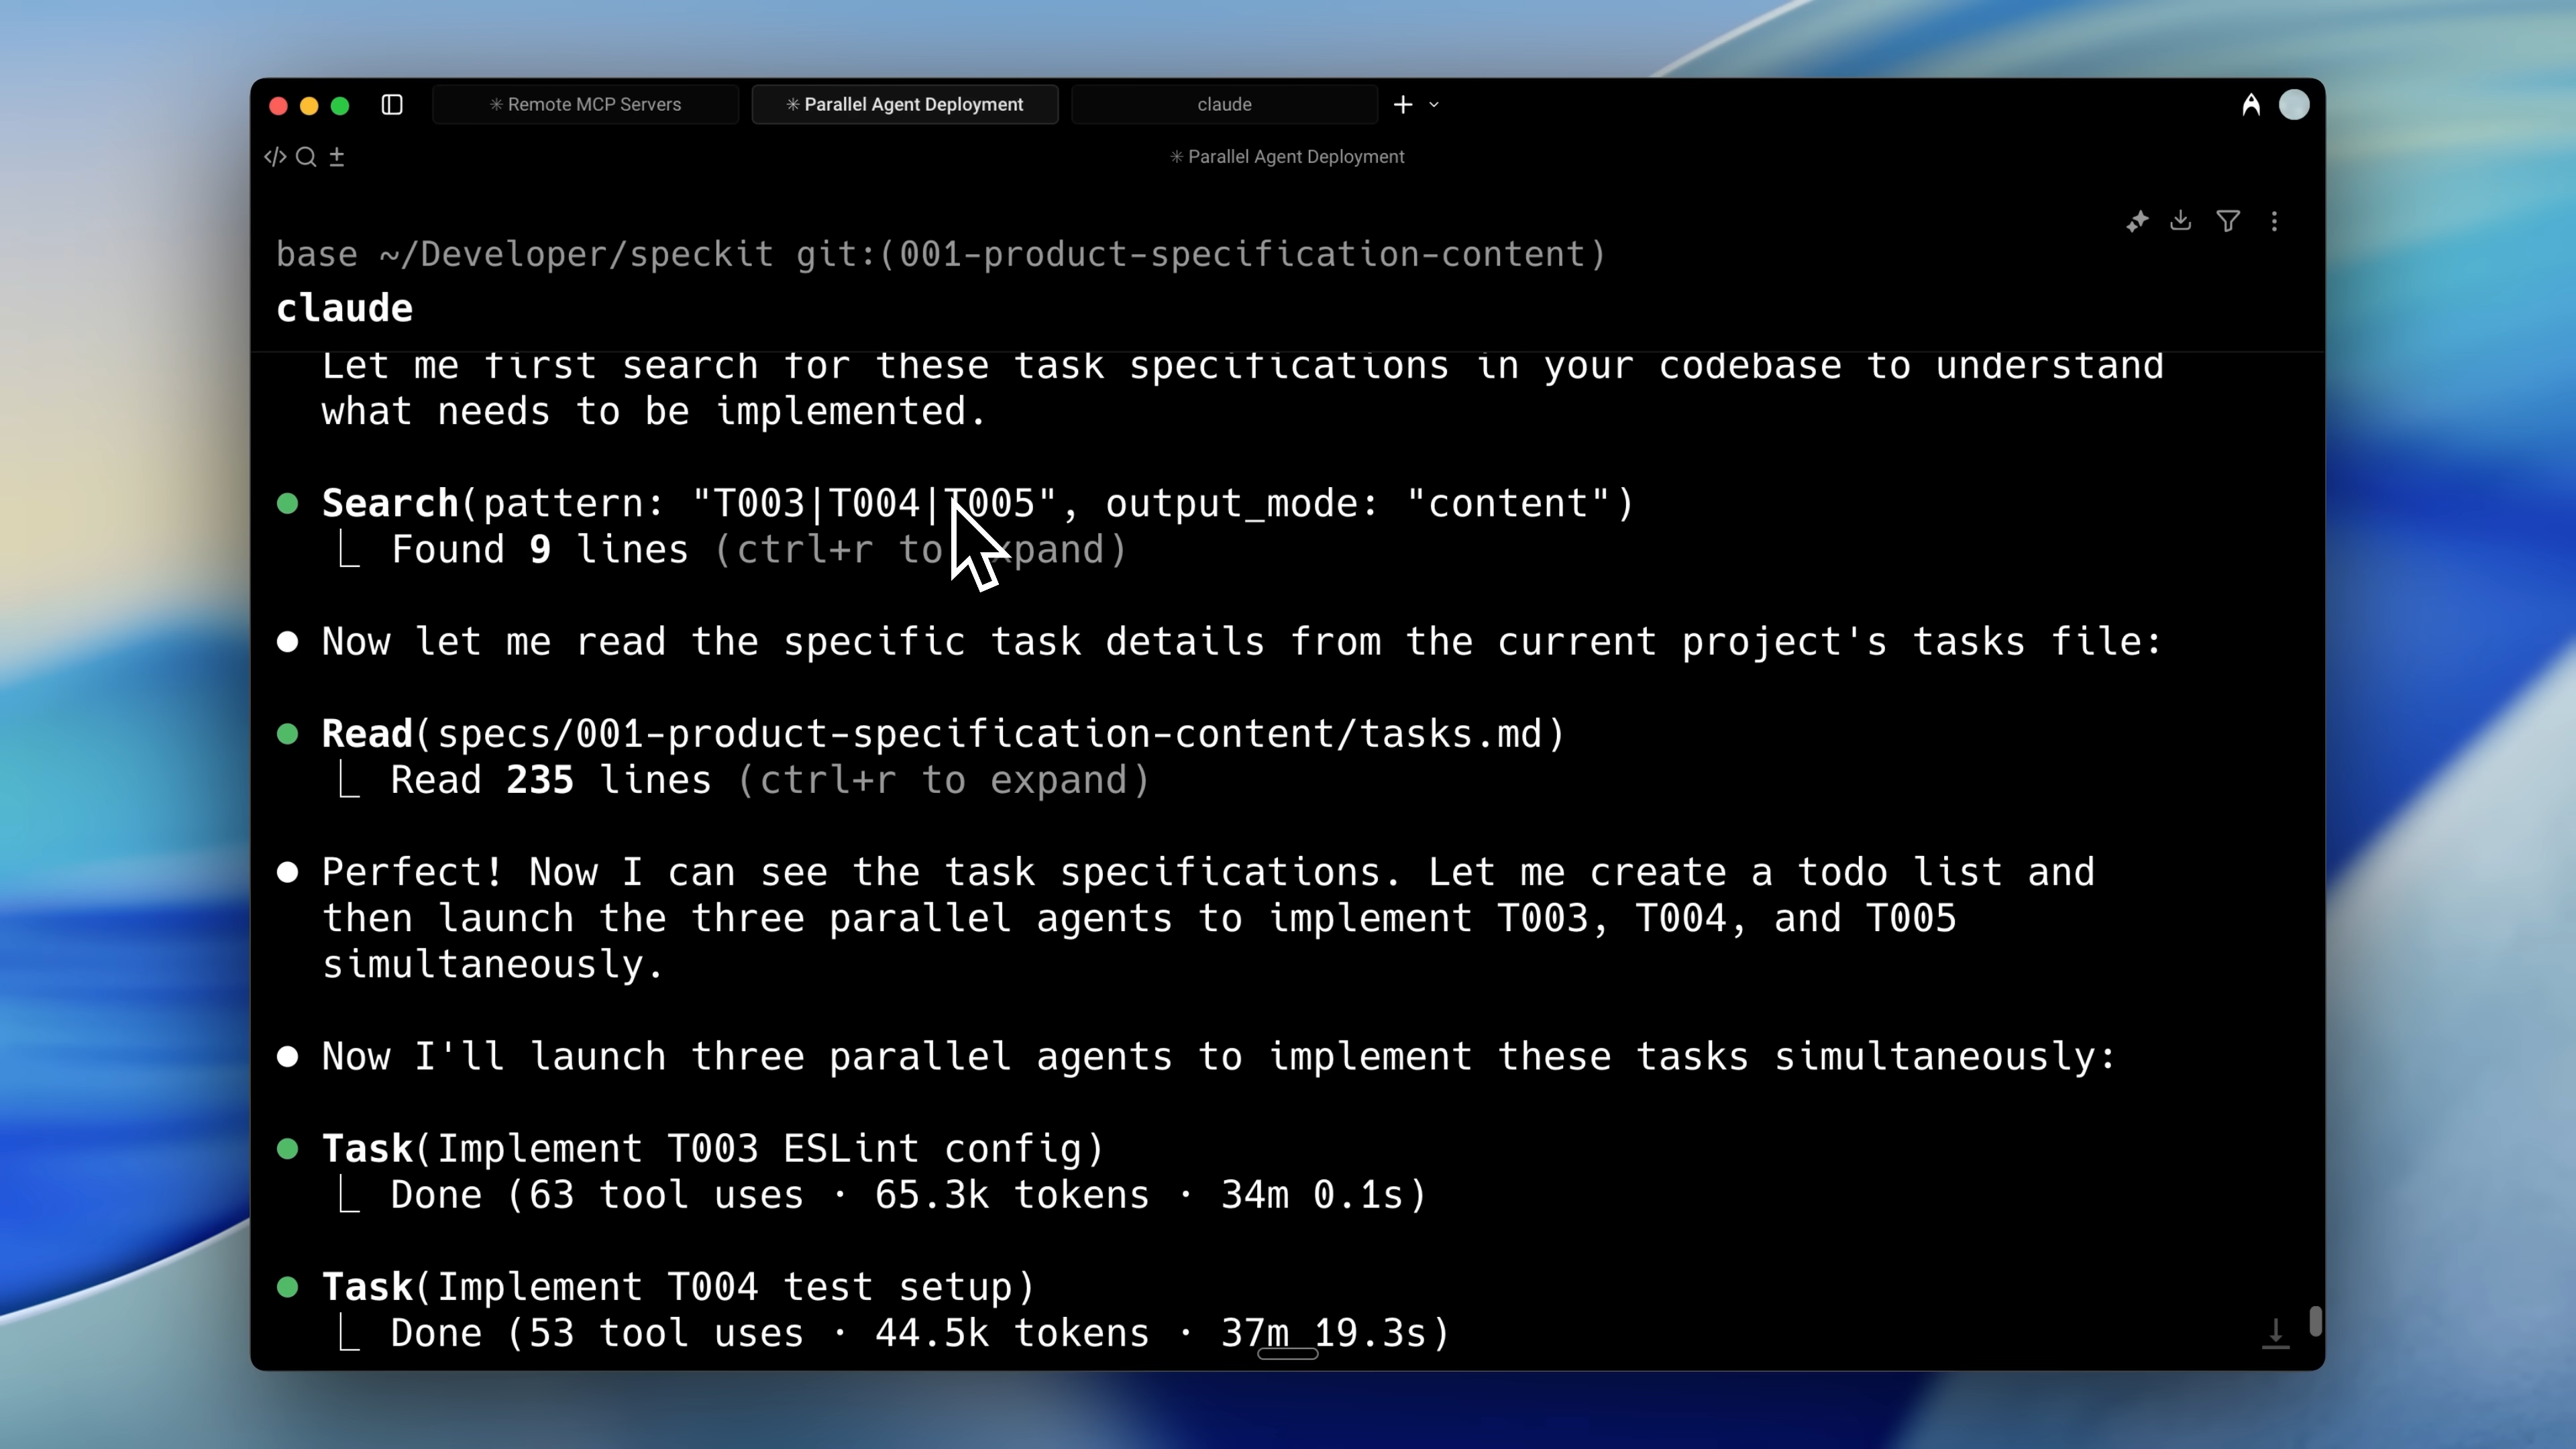 ✳ Remote MCP Servers
✳ Parallel Agent Deployment
claude
✳ Parallel Agent Deployment
base ~/Developer/speckit git:(001-product-specification-content)
claude
Let me first search for these task specifications in your codebase to understand
what needs to be implemented.
Search(pattern: "T003|T004|T005", output_mode: "content")
Found 9 lines (ctrl+r to expand)
Now let me read the specific task details from the current project's tasks file:
Read(specs/001-product-specification-content/tasks.md)
Read 235 lines (ctrl+r to expand)
Perfect! Now I can see the task specifications. Let me create a todo list and
then launch the three parallel agents to implement T003, T004, and T005
simultaneously.
Now I'll launch three parallel agents to implement these tasks simultaneously:
Task(Implement T003 ESLint config)
Done (63 tool uses · 65.3k tokens · 34m 0.1s)
Task(Implement T004 test setup)
Done (53 tool uses · 44.5k tokens · 37m 19.3s)